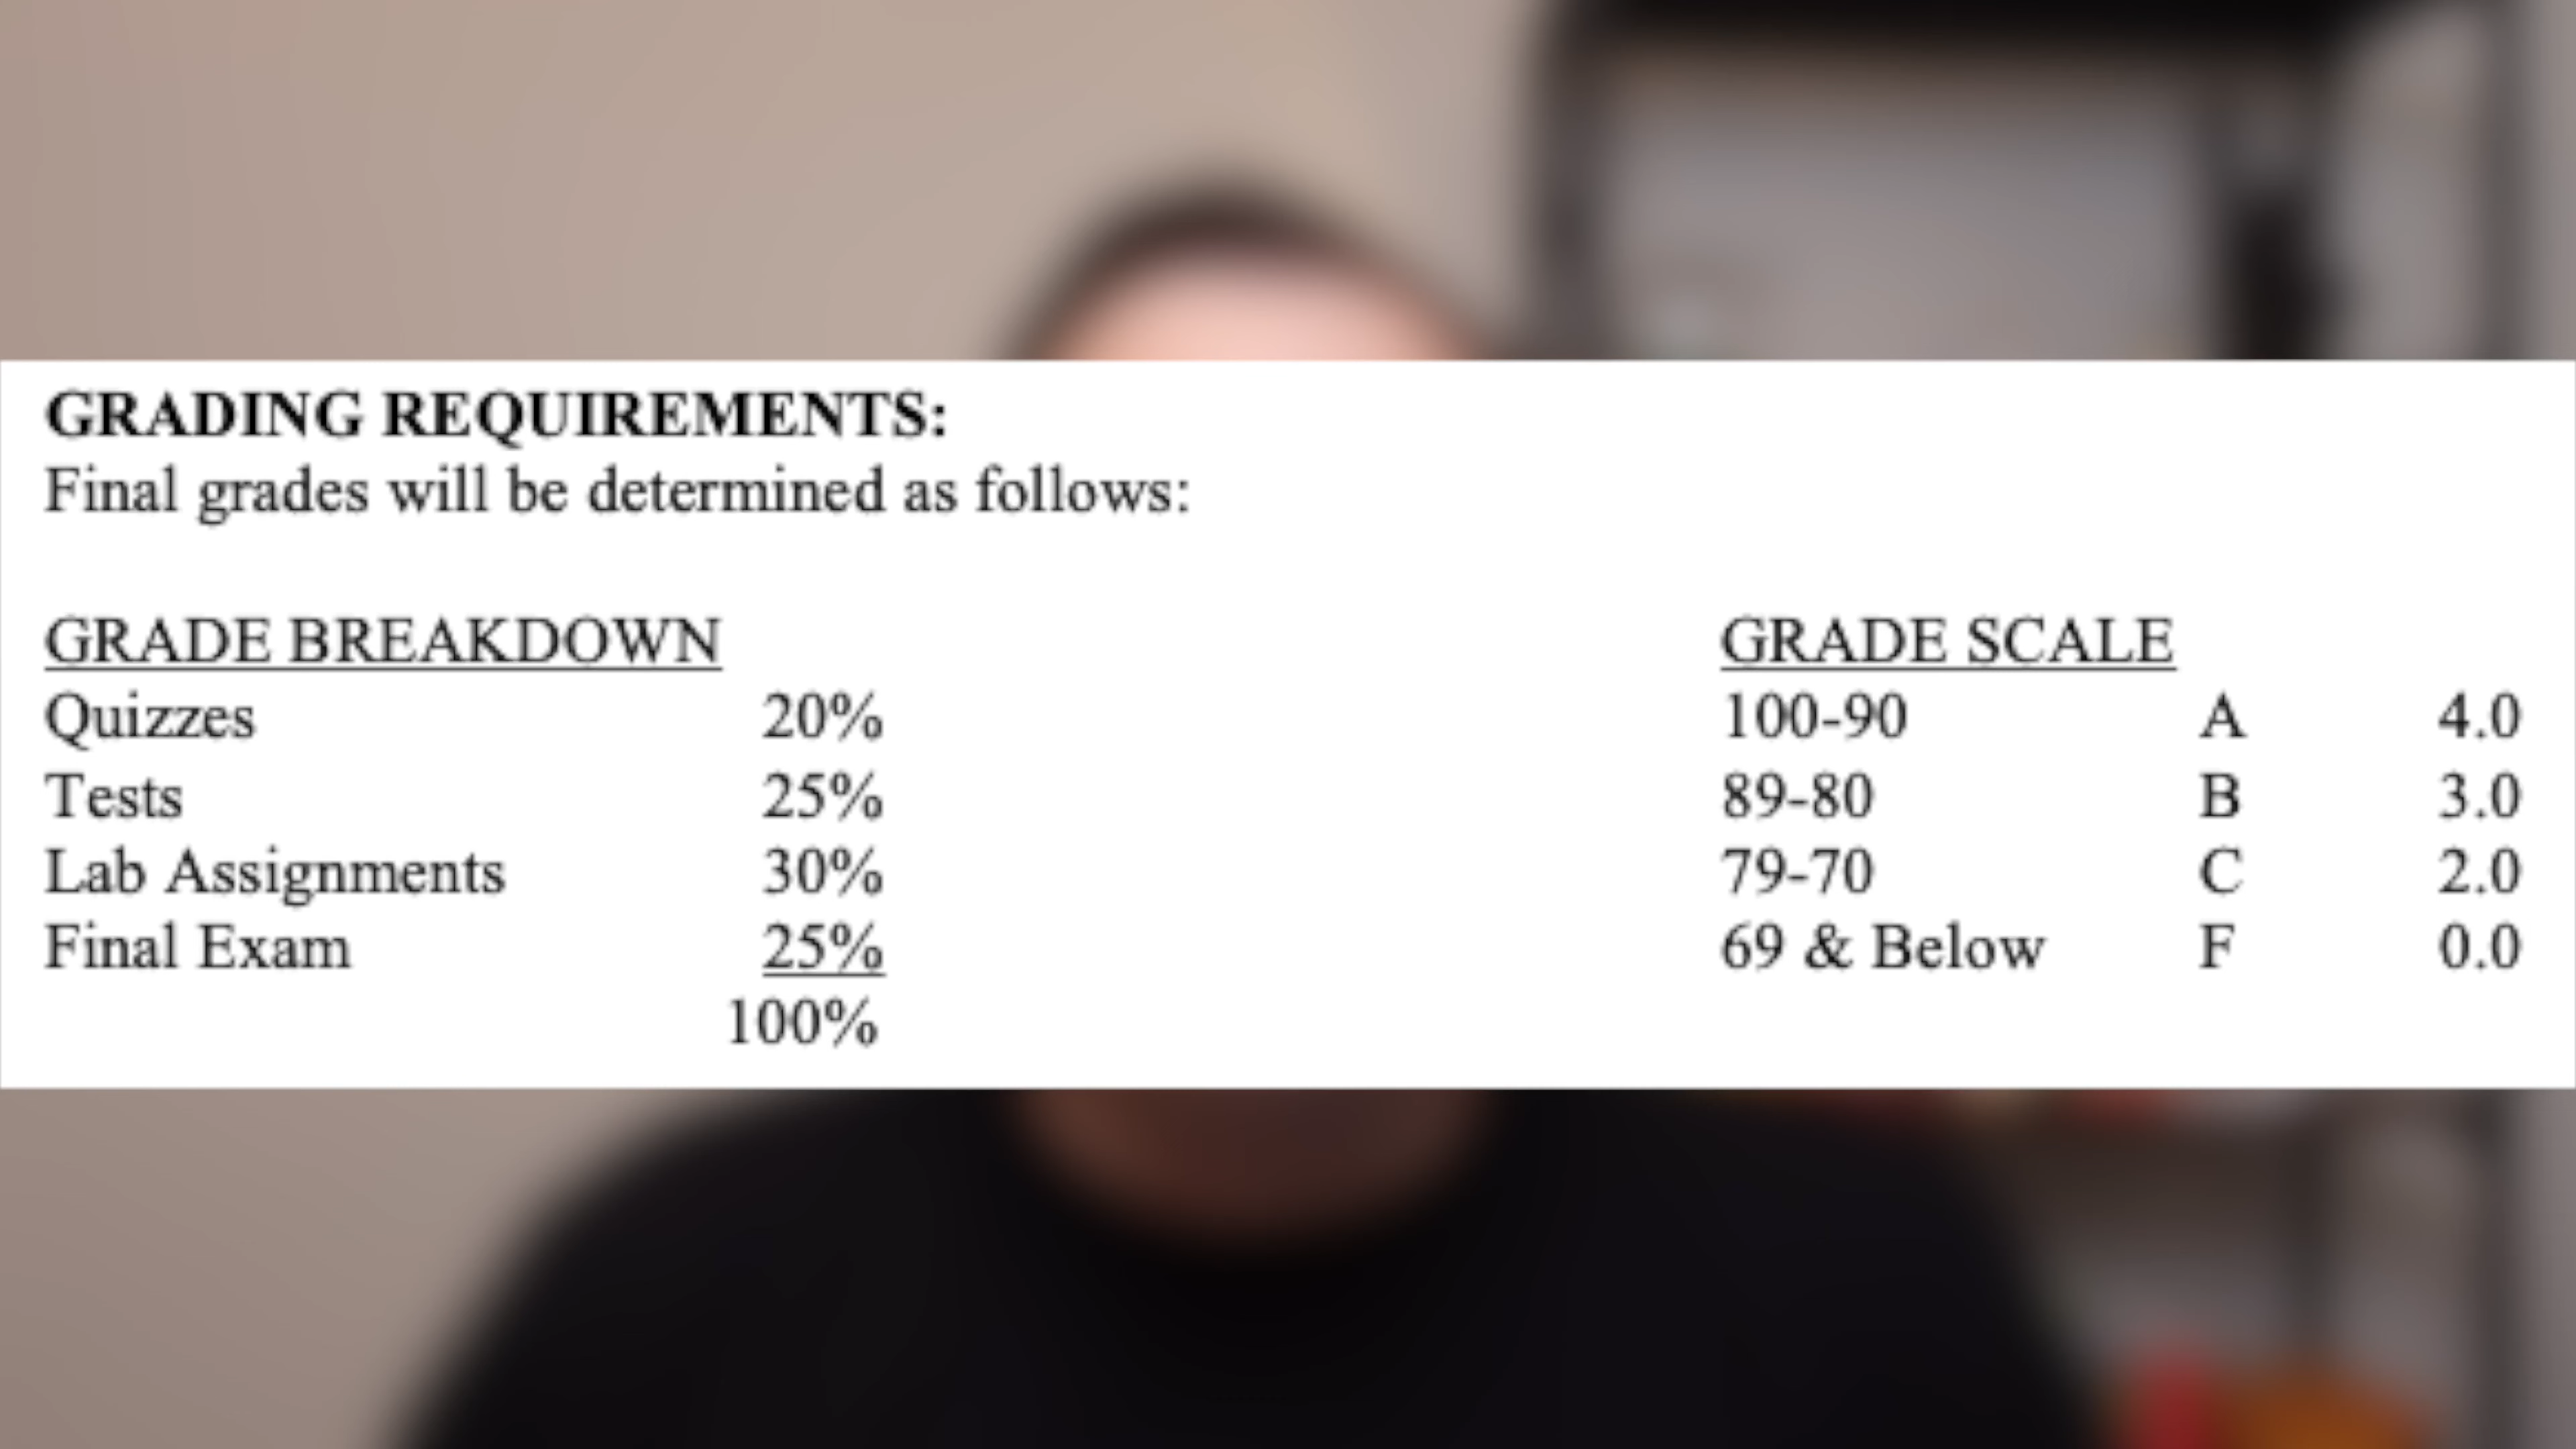 GRADING REQUIREMENTS:
Final grades will be determined as follows:
GRADE BREAKDOWN
Quizzes 20%
Tests 25%
Lab Assignments 30%
Final Exam 25%
100%
GRADE SCALE
100-90 A 4.0
89-80 B 3.0
79-70 C 2.0
69 & Below F 0.0